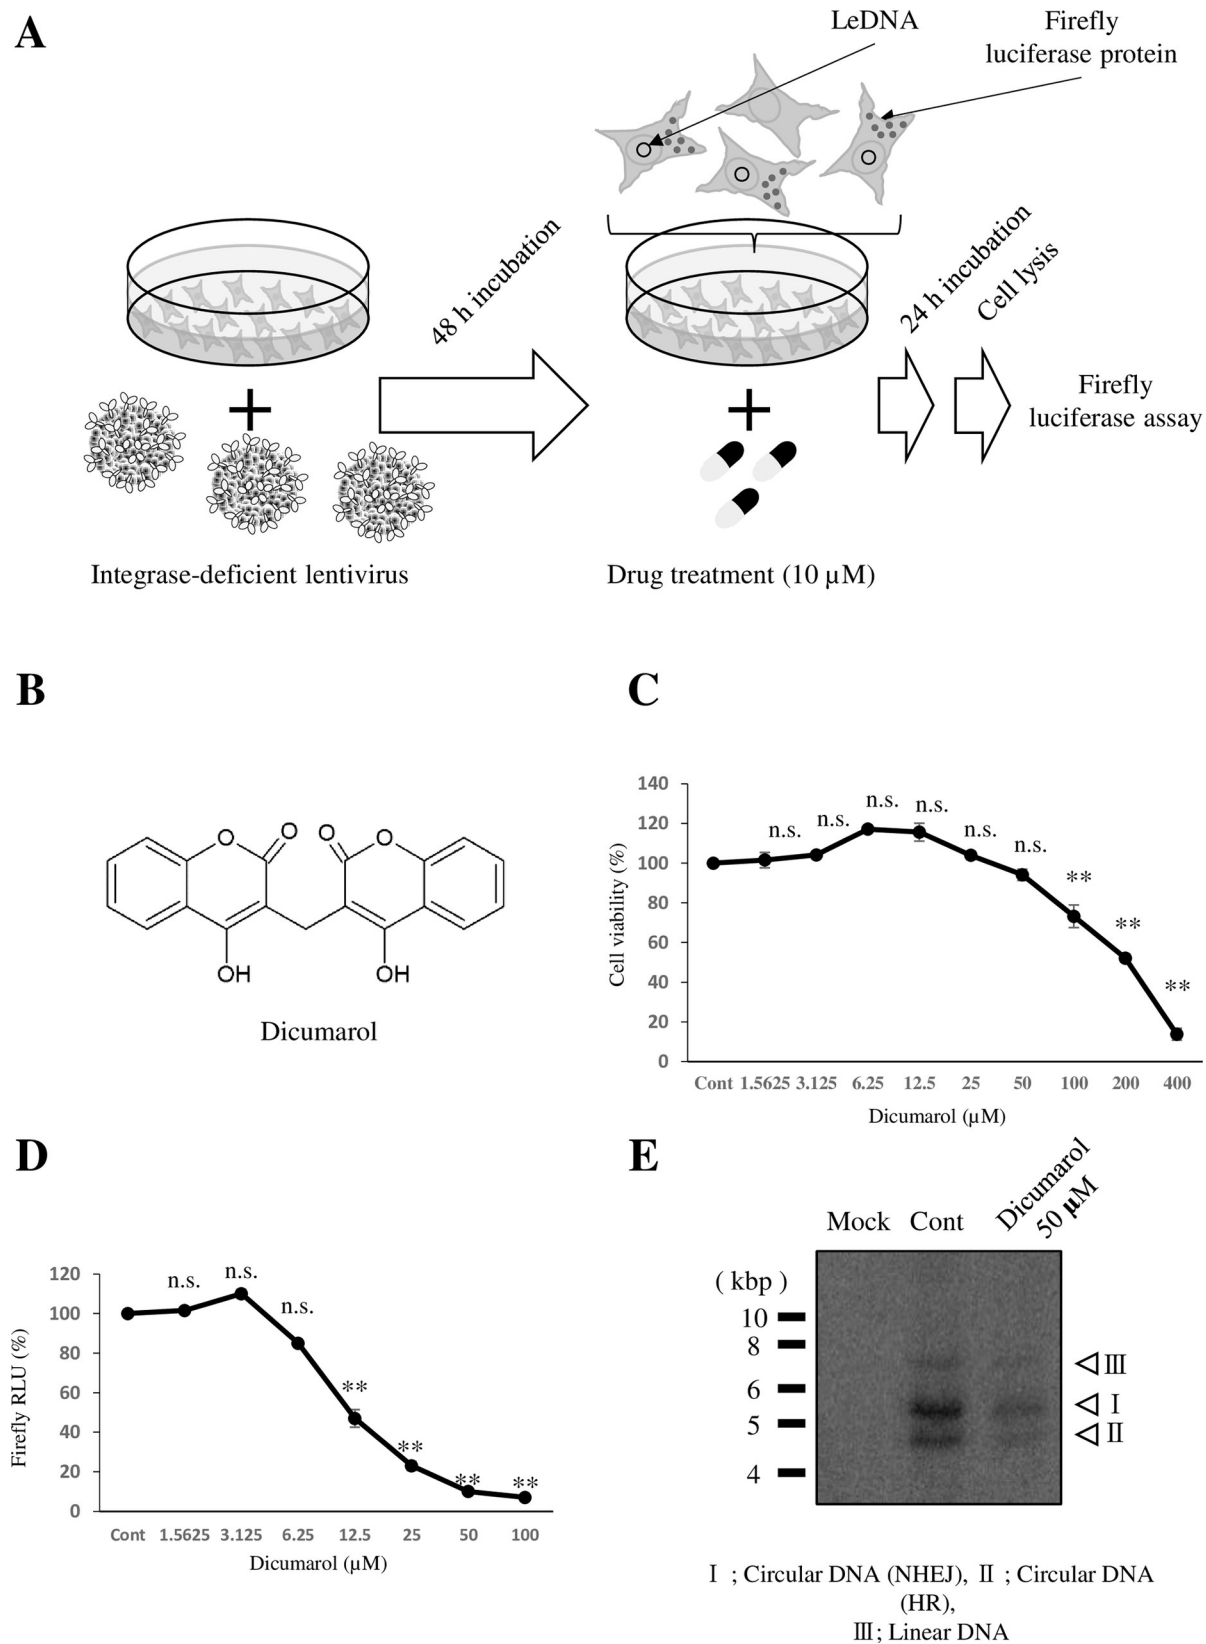 A
LeDNA
Firefly
luciferase protein
48 h incubation
24 h incubation
Cell lysis
Firefly
luciferase assay
Integrase-deficient lentivirus
Drug treatment (10 µM)
B
O
O
O
O
OH
OH
Dicumarol
C
Cell viability (%)
140
120
100
80
60
40
20
0
n.s.
n.s.
n.s.
n.s.
n.s.
n.s.
**
**
**
Cont 1.5625 3.125 6.25 12.5 25 50 100 200 400
Dicumarol (µM)
D
Firefly RLU (%)
120
100
80
60
40
20
0
n.s.
n.s.
n.s.
**
**
**
**
Cont 1.5625 3.125 6.25 12.5 25 50 100
Dicumarol (µM)
E
Mock Cont Dicumarol
50 µM
( kbp )
10
8
6
5
4
Ⅲ
Ⅰ
Ⅱ
Ⅰ ; Circular DNA (NHEJ), Ⅱ ; Circular DNA
(HR),
Ⅲ; Linear DNA